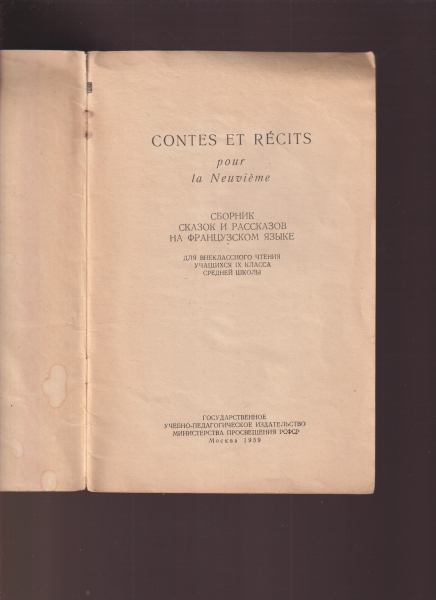 CONTES ET RÉCITS
pour
la Neuvième
СБОРНИК
СКАЗОК И РАССКАЗОВ
НА ФРАНЦУЗСКОМ ЯЗЫКЕ
ДЛЯ ВНЕКЛАССНОГО ЧТЕНИЯ
УЧАЩИХСЯ IX КЛАССА
СРЕДНЕЙ ШКОЛЫ
ГОСУДАРСТВЕННОЕ
УЧЕБНО-ПЕДАГОГИЧЕСКОЕ ИЗДАТЕЛЬСТВО
МИНИСТЕРСТВА ПРОСВЕЩЕНИЯ РСФСР
Москва 1959